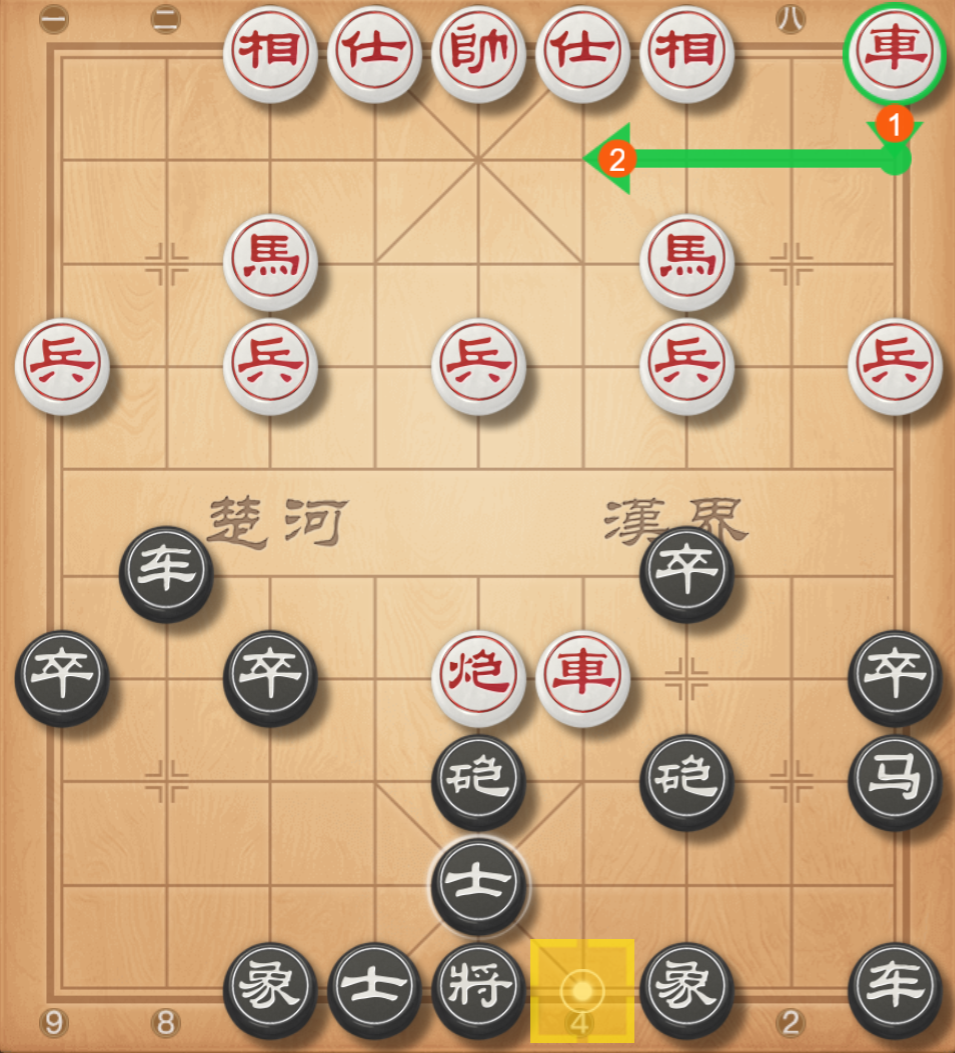 一 二 相 仕 帥 仕 相 八 車
1
2
馬 馬
兵 兵 兵 兵 兵
楚河 漢界
车 卒
卒 卒 炮 車 卒
砲 砲 马
士
象 士 將 象 车
9 8 4 2